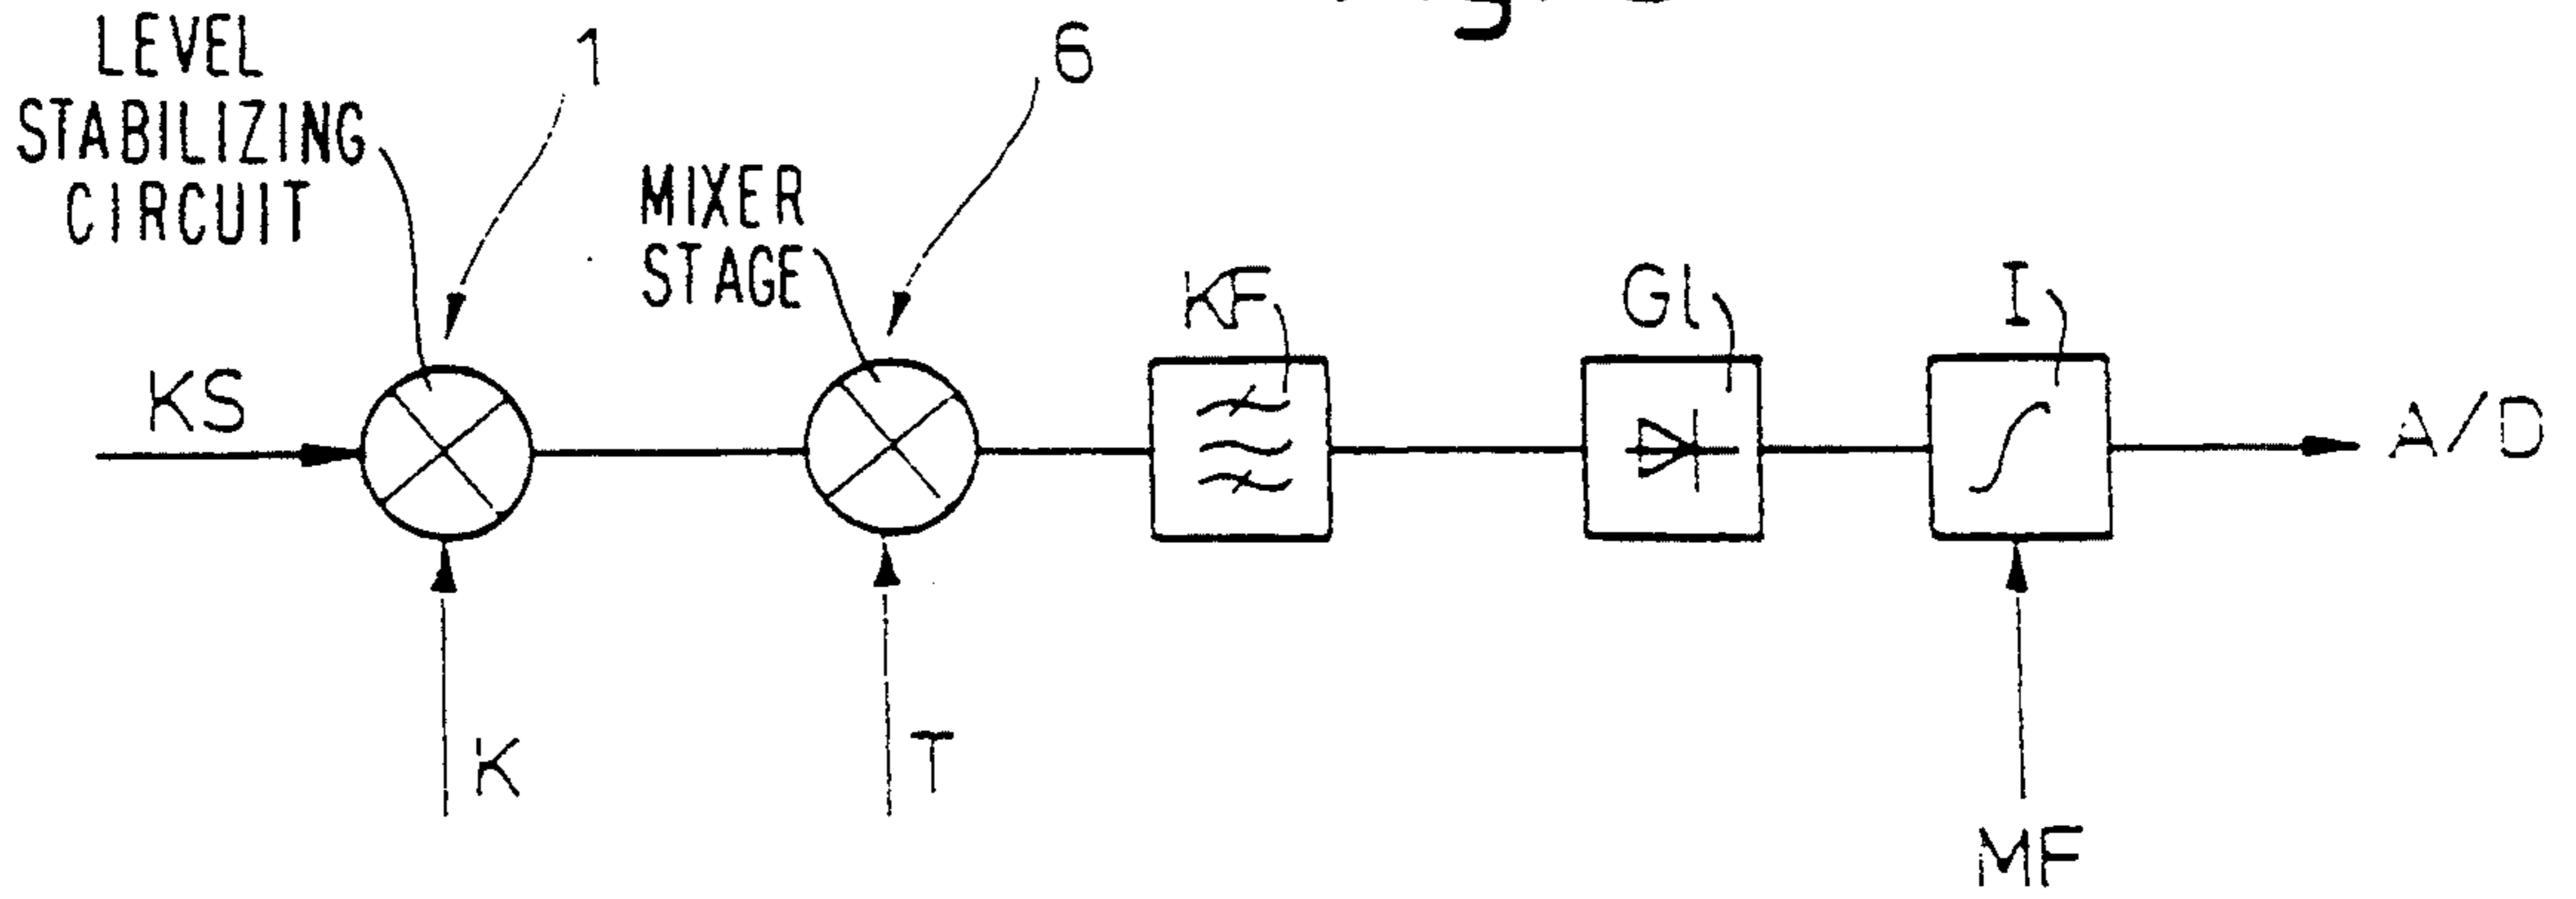 LEVEL
STABILIZING
CIRCUIT
1
6
MIXER
STAGE
KS
KF
Gl
I
A/D
K
T
MF